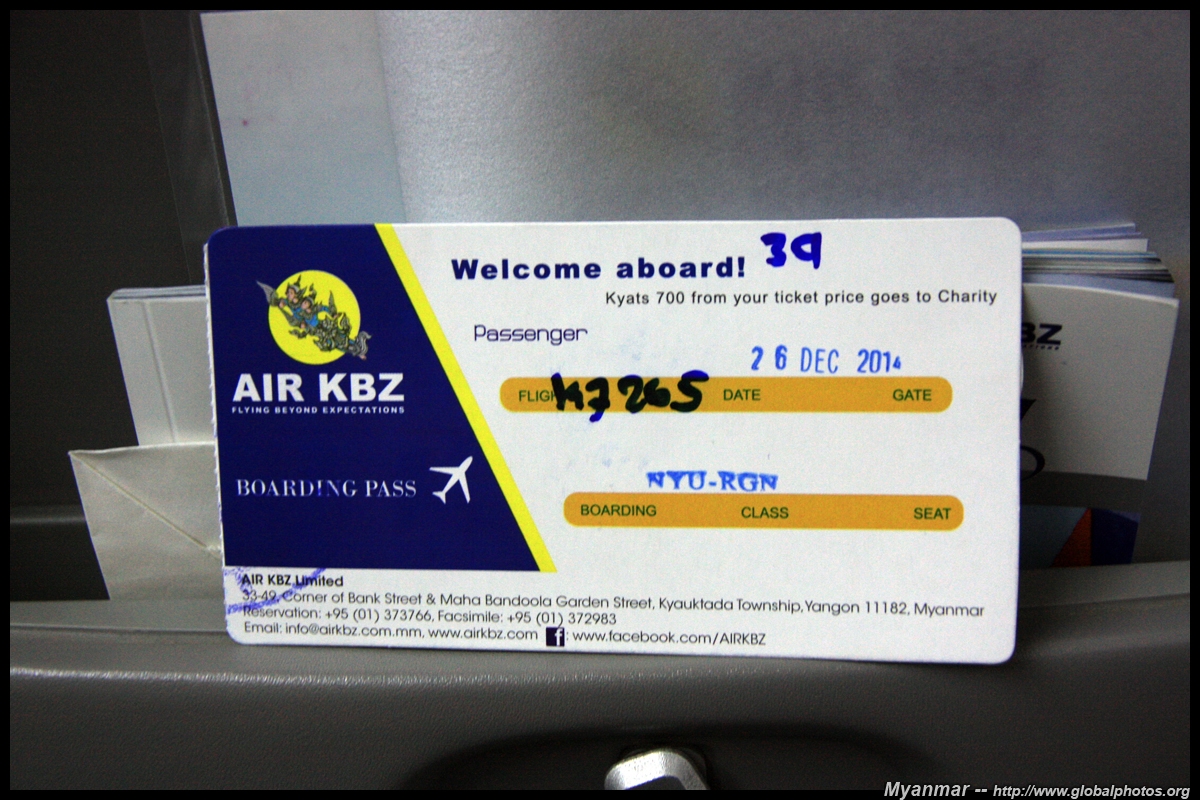 Welcome aboard! 39
Kyats 700 from your ticket price goes to Charity
Passenger
26 DEC 2014
FLIGHT K7265 DATE GATE
NYU-RGN
BOARDING CLASS SEAT
AIR KBZ
FLYING BEYOND EXPECTATIONS
BOARDING PASS
AIR KBZ Limited
33-49, Corner of Bank Street & Maha Bandoola Garden Street, Kyauktada Township, Yangon 11182, Myanmar
Reservation: +95 (01) 373766, Facsimile: +95 (01) 372983
Email: info@airkbz.com.mm, www.airkbz.com f : www.facebook.com/AIRKBZ
BZ
Myanmar -- http://www.globalphotos.org